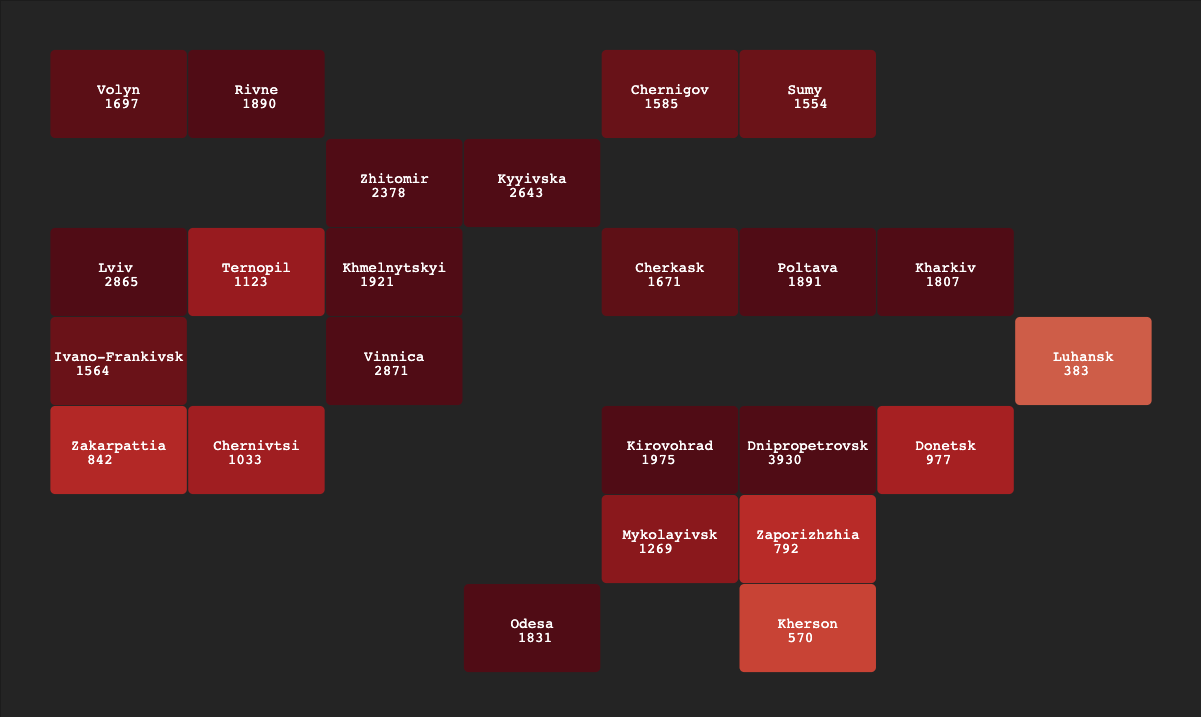 Volyn
1697
Rivne
1890
Chernigov
1585
Sumy
1554
Zhitomir
2378
Kyyivska
2643
Lviv
2865
Ternopil
1123
Khmelnytskyi
1921
Cherkask
1671
Poltava
1891
Kharkiv
1807
Ivano-Frankivsk
1564
Vinnica
2871
Luhansk
383
Zakarpattia
842
Chernivtsi
1033
Kirovohrad
1975
Dnipropetrovsk
3930
Donetsk
977
Mykolayivsk
1269
Zaporizhzhia
792
Odesa
1831
Kherson
570